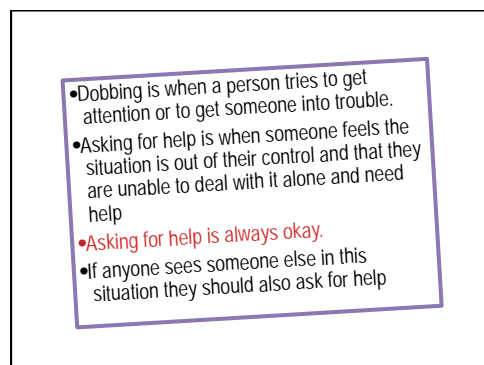 •Dobbing is when a person tries to get
attention or to get someone into trouble.
•Asking for help is when someone feels the
situation is out of their control and that they
are unable to deal with it alone and need
help
•Asking for help is always okay.
•If anyone sees someone else in this
situation they should also ask for help